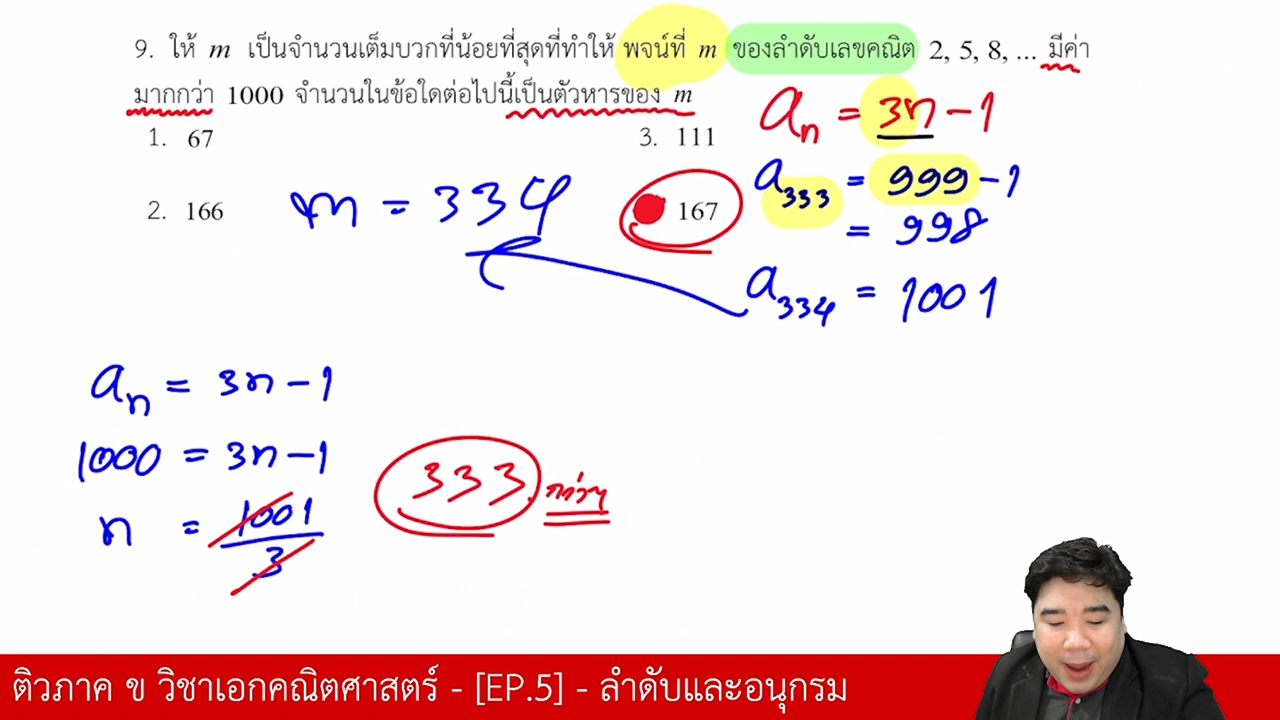 9. ให้ m เป็นจำนวนเต็มบวกที่น้อยที่สุดที่ทำให้ พจน์ที่ m ของลำดับเลขคณิต 2, 5, 8, ... มีค่า
มากกว่า 1000 จำนวนในข้อใดต่อไปนี้เป็นตัวหารของ m
1. 67
3. 111
2. 166
167
aₙ = 3n - 1
a₃₃₃ = 999 - 1
= 998
a₃₃₄ = 1001
m = 334
aₙ = 3n - 1
1000 = 3n - 1
n = 1001/3
333. กว่าๆ
ติวภาค ข วิชาเอกคณิตศาสตร์ - [EP.5] - ลำดับและอนุกรม